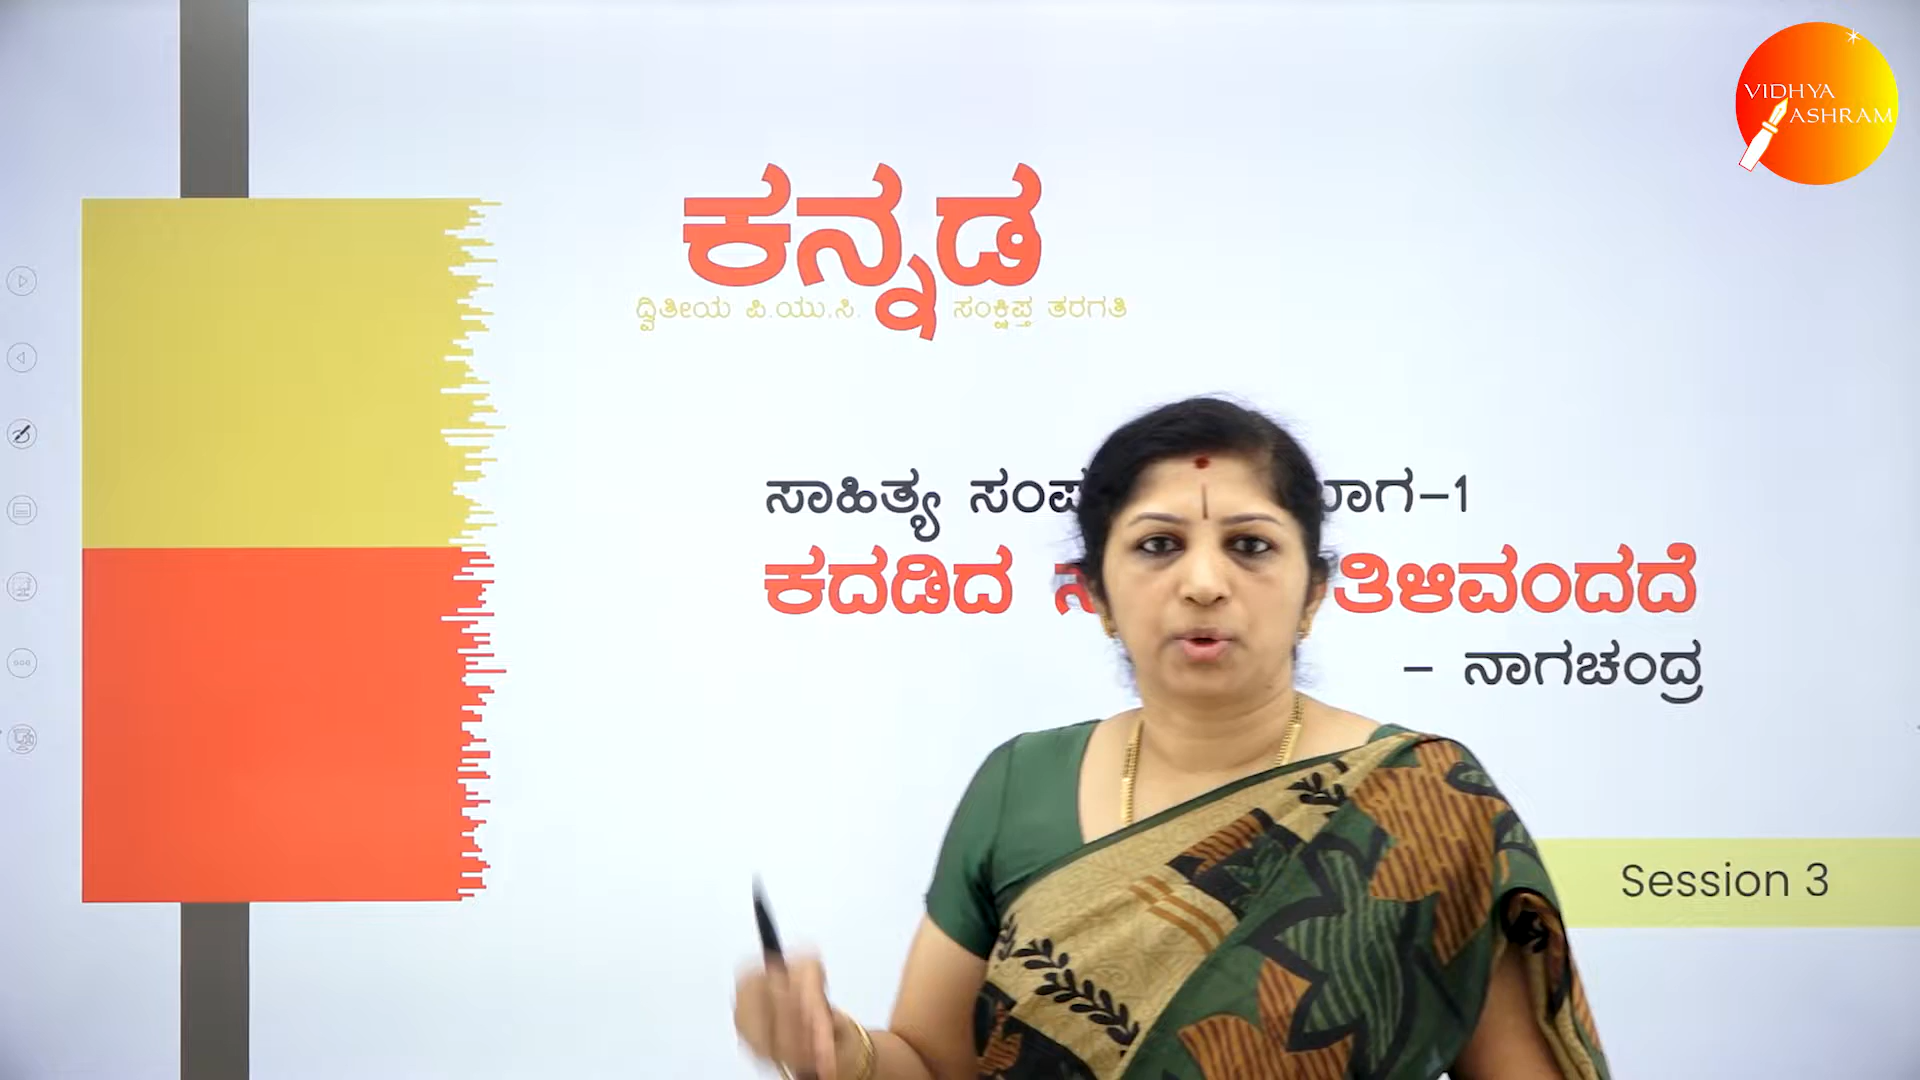 VIDHYA
ASHRAM
ಕನ್ನಡ
ದ್ವಿತೀಯ ಪಿ.ಯು.ಸಿ. ಸಂಕ್ಷಿಪ್ತ ತರಗತಿ
ಸಾಹಿತ್ಯ -1
ಕದಡಿದ ತಿಳಿವಂದದೆ
- ನಾಗಚಂದ್ರ
Session 3